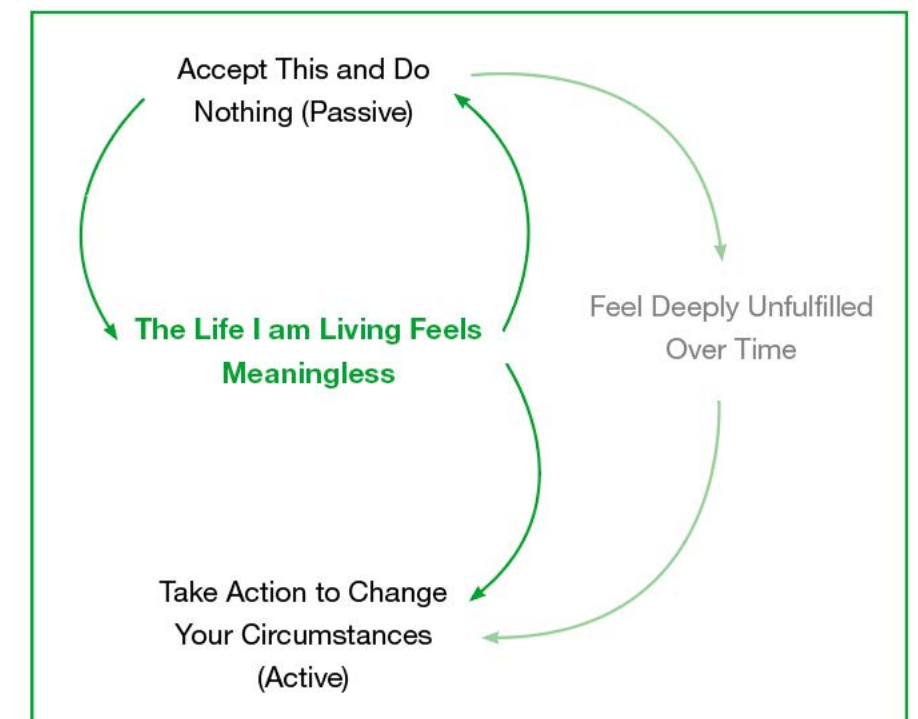 Accept This and Do
Nothing (Passive)
Feel Deeply Unfulfilled
Over Time
The Life I am Living Feels
Meaningless
Take Action to Change
Your Circumstances
(Active)